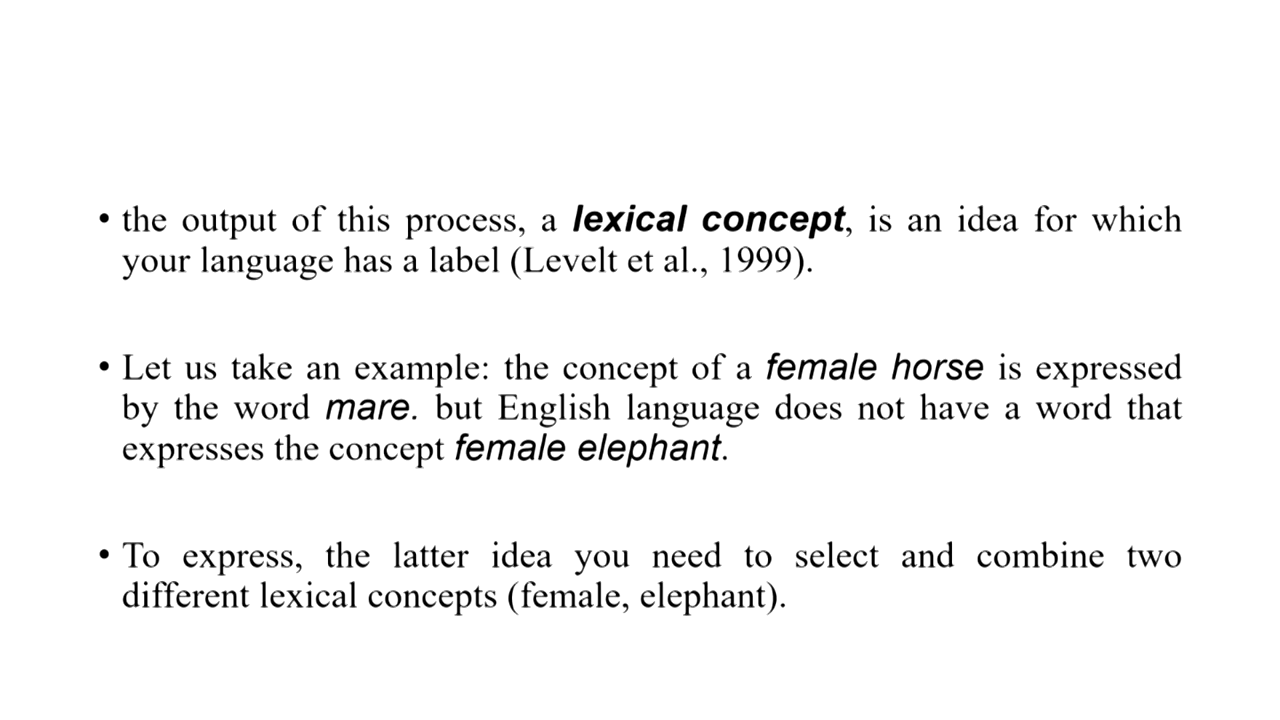 • the output of this process, a lexical concept, is an idea for which
your language has a label (Levelt et al., 1999).
• Let us take an example: the concept of a female horse is expressed
by the word mare. but English language does not have a word that
expresses the concept female elephant.
• To express, the latter idea you need to select and combine two
different lexical concepts (female, elephant).